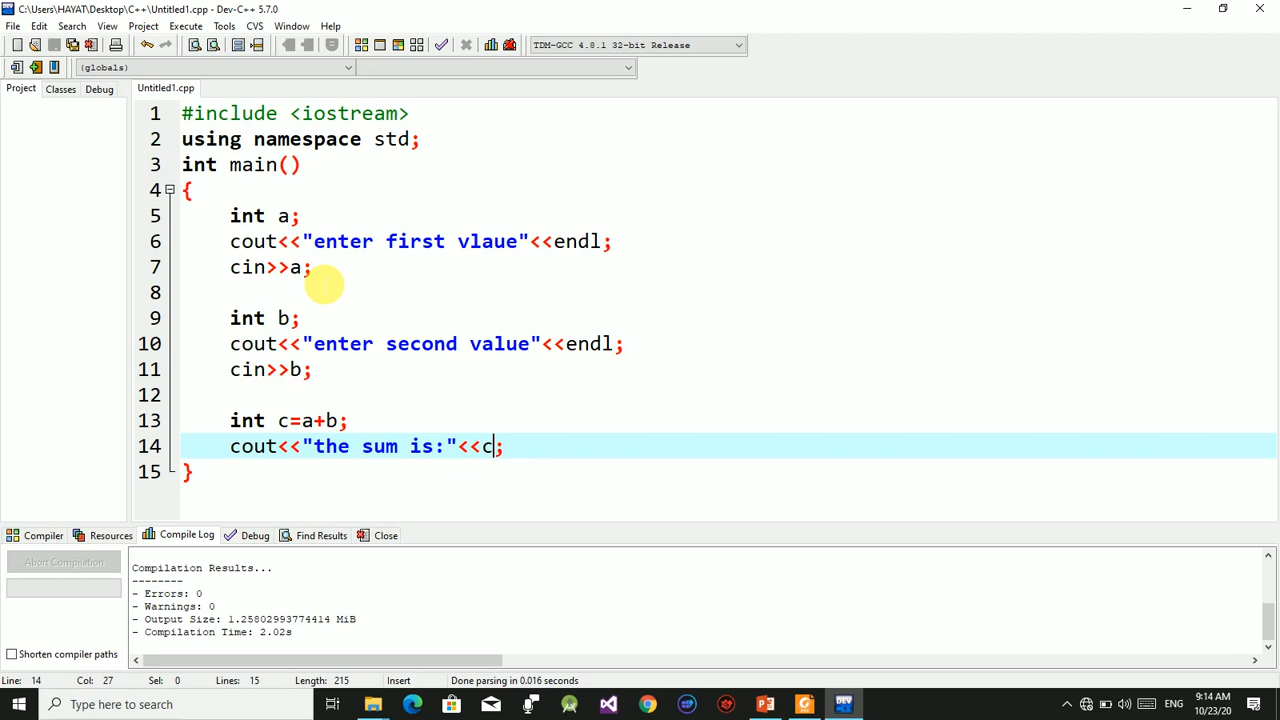 C:\Users\HAYAT\Desktop\C++\Untitled1.cpp - Dev-C++ 5.7.0
File Edit Search View Project Execute Tools CVS Window Help
TDM-GCC 4.8.1 32-bit Release
(globals)
Project Classes Debug Untitled1.cpp
1 #include <iostream>
2 using namespace std;
3 int main()
4 {
5 int a;
6 cout<<"enter first vlaue"<<endl;
7 cin>>a;
8
9 int b;
10 cout<<"enter second value"<<endl;
11 cin>>b;
12
13 int c=a+b;
14 cout<<"the sum is:"<<c;
15 }
Compiler Resources Compile Log Debug Find Results Close
Abort Compilation
Compilation Results...
--------
- Errors: 0
- Warnings: 0
- Output Size: 1.25802993774414 MiB
- Compilation Time: 2.02s
Shorten compiler paths
Line: 14 Col: 27 Sel: 0 Lines: 15 Length: 215 Insert Done parsing in 0.016 seconds
Type here to search
DEV
9:14 AM
10/23/20